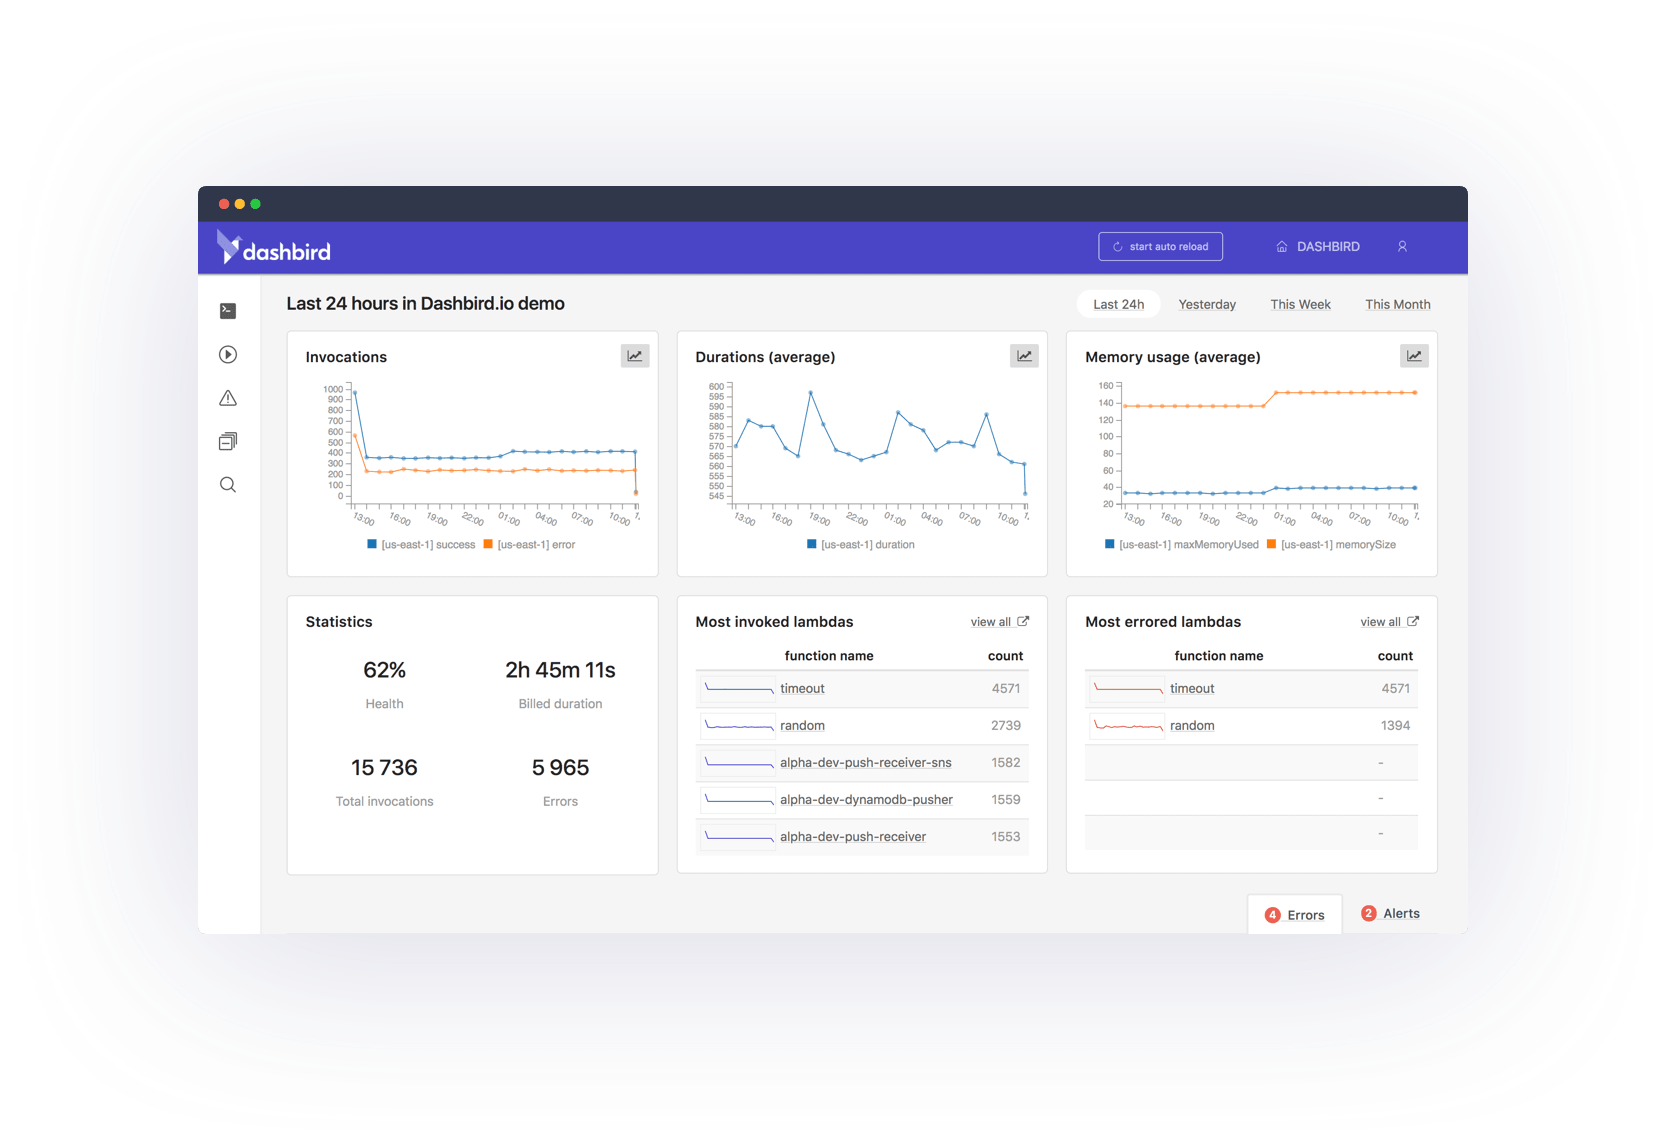 dashbird
start auto reload
DASHBIRD
Last 24 hours in Dashbird.io demo
Last 24h
Yesterday
This Week
This Month
Invocations
1000
900
800
700
600
500
400
300
200
100
0
13:00 16:00 19:00 22:00 01:00 04:00 07:00 10:00 1,
[us-east-1] success [us-east-1] error
Durations (average)
600
595
590
585
580
575
570
565
560
555
550
545
13:00 16:00 19:00 22:00 01:00 04:00 07:00 10:00 1,
[us-east-1] duration
Memory usage (average)
160
140
120
100
80
60
40
20
13:00 16:00 19:00 22:00 01:00 04:00 07:00 10:00 1,
[us-east-1] maxMemoryUsed [us-east-1] memorySize
Statistics
62%
Health
2h 45m 11s
Billed duration
15 736
Total invocations
5 965
Errors
Most invoked lambdas
view all
function name count
timeout 4571
random 2739
alpha-dev-push-receiver-sns 1582
alpha-dev-dynamodb-pusher 1559
alpha-dev-push-receiver 1553
Most errored lambdas
view all
function name count
timeout 4571
random 1394
-
-
-
4 Errors
2 Alerts